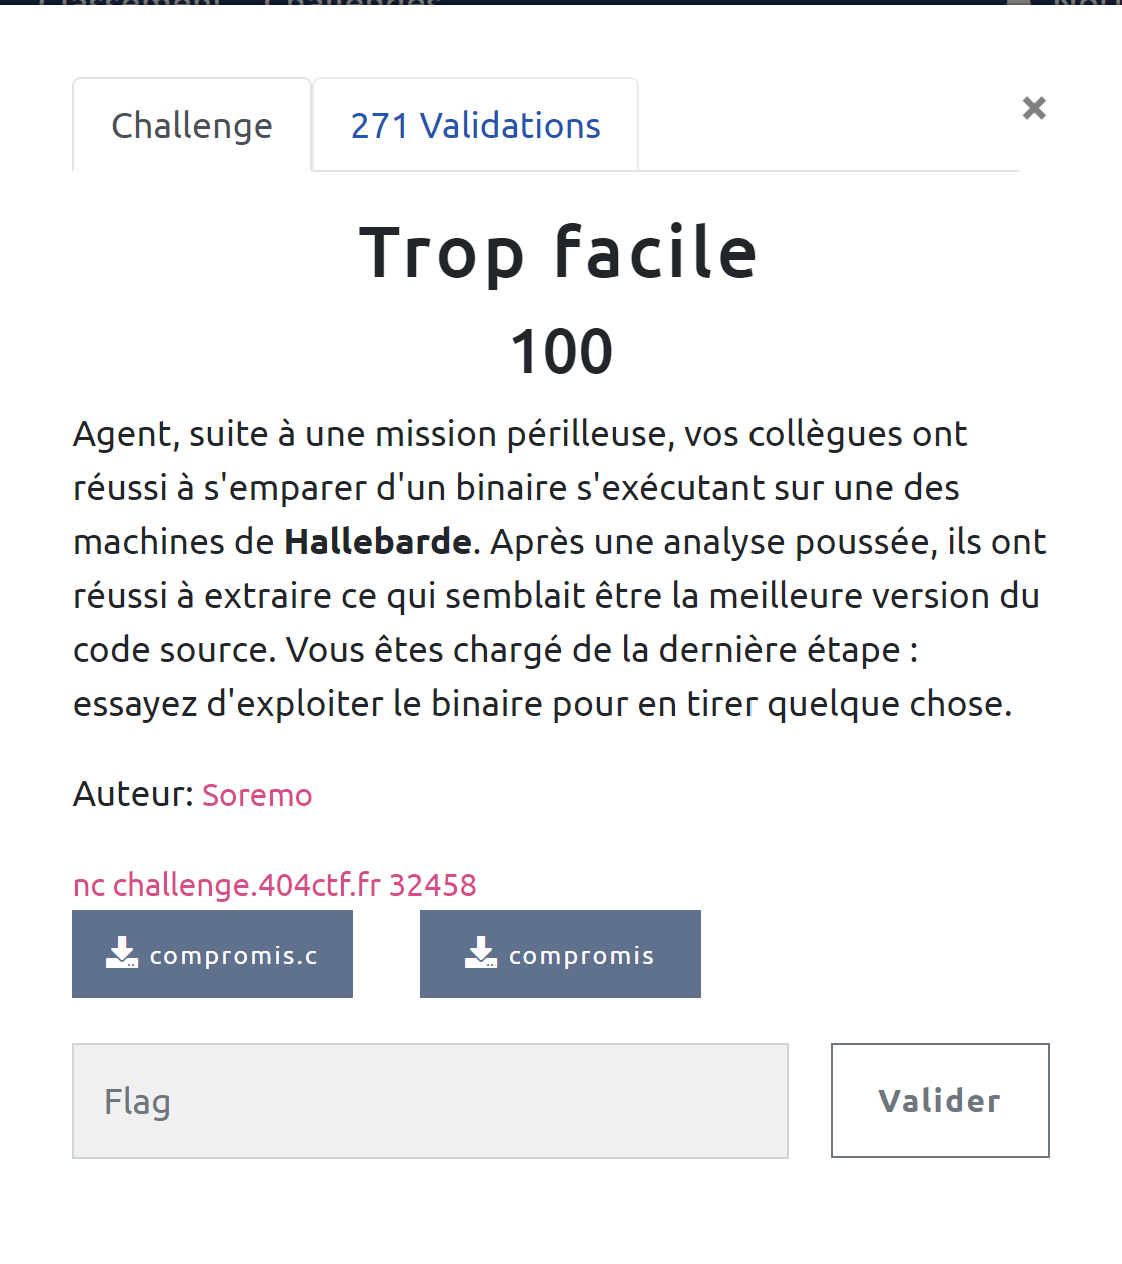 Challenge
271 Validations
×
Trop facile
100
Agent, suite à une mission périlleuse, vos collègues ont
réussi à s'emparer d'un binaire s'exécutant sur une des
machines de Hallebarde. Après une analyse poussée, ils ont
réussi à extraire ce qui semblait être la meilleure version du
code source. Vous êtes chargé de la dernière étape :
essayez d'exploiter le binaire pour en tirer quelque chose.
Auteur: Soremo
nc challenge.404ctf.fr 32458
compromis.c
compromis
Flag
Valider